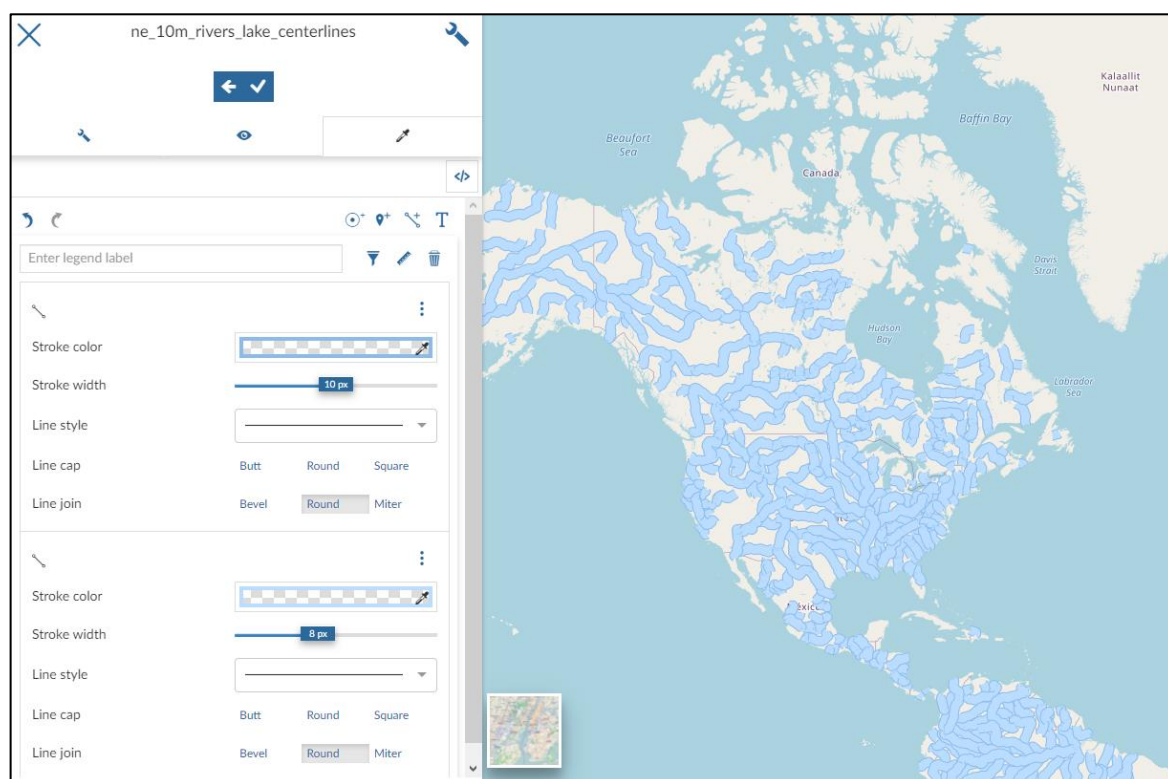 ne_10m_rivers_lake_centerlines
</>
T
Enter legend label
Stroke color
Stroke width
10 px
Line style
Line cap
Butt Round Square
Line join
Bevel Round Miter
Stroke color
Stroke width
8 px
Line style
Line cap
Butt Round Square
Line join
Bevel Round Miter
Kalaallit
Nunaat
Baffin Bay
Beaufort
Sea
Canada
Davis
Strait
Hudson
Bay
Labrador
Sea